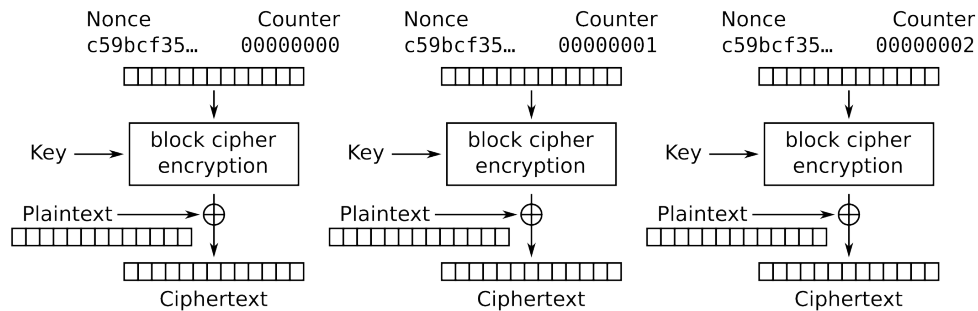 Nonce Counter Nonce Counter Nonce Counter
c59bcf35… 00000000 c59bcf35… 00000001 c59bcf35… 00000002
block cipher block cipher block cipher
Key encryption Key encryption Key encryption
Plaintext Plaintext Plaintext
Ciphertext Ciphertext Ciphertext